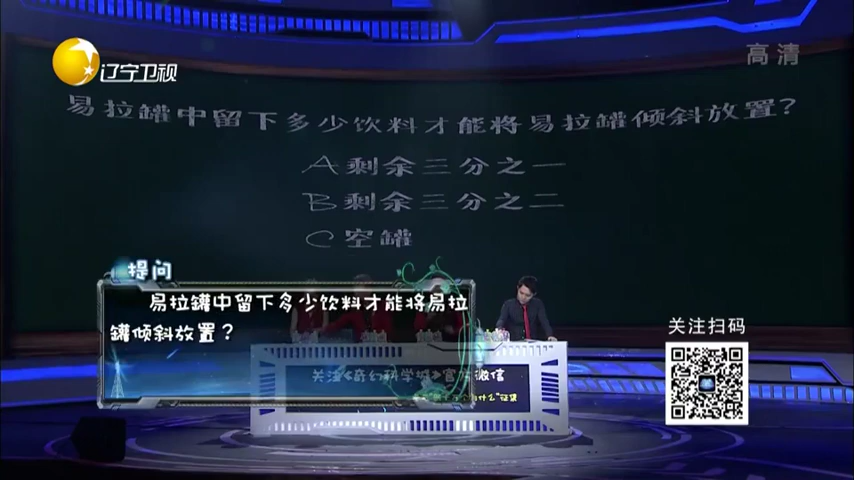 辽宁卫视
高清
易拉罐中留下多少饮料才能将易拉罐倾斜放置?
A剩余三分之一
B剩余三分之二
C空罐
提问
易拉罐中留下多少饮料才能将易拉
罐倾斜放置?
关注扫码
关注《奇幻科学城》官方微信